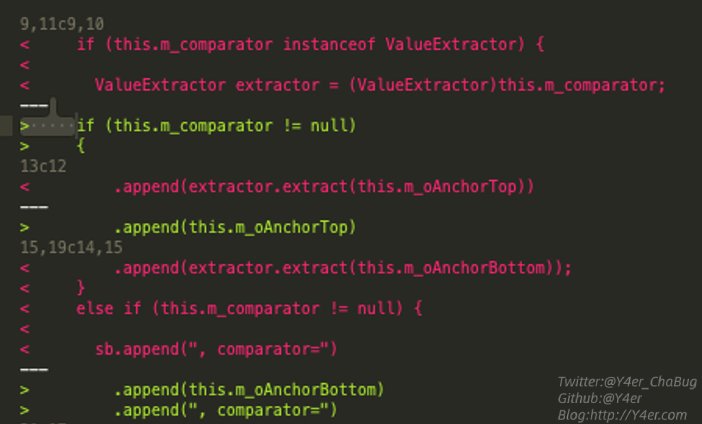 9,11c9,10
<     if (this.m_comparator instanceof ValueExtractor) {
<
<       ValueExtractor extractor = (ValueExtractor)this.m_comparator;
---
>     if (this.m_comparator != null)
>     {
13c12
<         .append(extractor.extract(this.m_oAnchorTop))
---
>         .append(this.m_oAnchorTop)
15,19c14,15
<         .append(extractor.extract(this.m_oAnchorBottom));
<     }
<     else if (this.m_comparator != null) {
<
<       sb.append(", comparator=")
---
>         .append(this.m_oAnchorBottom)
>         .append(", comparator=")
Twitter:@Y4er_ChaBug
Github:@Y4er
Blog:http://Y4er.com